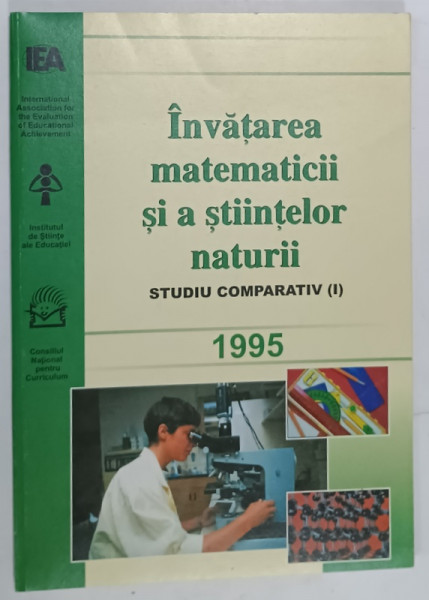 IEA
International
Association for
the Evaluation
of Educational
Achievement
Institutul
de Științe
ale Educației
Consiliul
Național
pentru
Curriculum
Învățarea
matematicii
și a științelor
naturii
STUDIU COMPARATIV (I)
1995